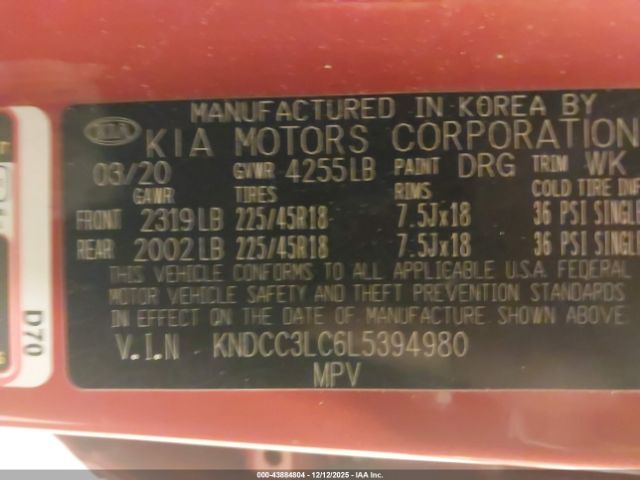 MANUFACTURED IN KOREA BY
KIA KIA MOTORS CORPORATION
03/20 GVWR 4255LB PAINT DRG TRIM WK
GAWR TIRES RIMS COLD TIRE INF
FRONT 2319LB 225/45R18 7.5Jx18 36 PSI SINGL
REAR 2002LB 225/45R18 7.5Jx18 36 PSI SINGL
THIS VEHICLE CONFORMS TO ALL APPLICABLE U.S.A FEDERAL
MOTOR VEHICLE SAFETY AND THEFT PREVENTION STANDARDS
IN EFFECT ON THE DATE OF MANUFACTURE SHOWN ABOVE.
V.I.N KNDCC3LC6L5394980
MPV
D70
000-43884804 - 12/12/2025 - IAA Inc.